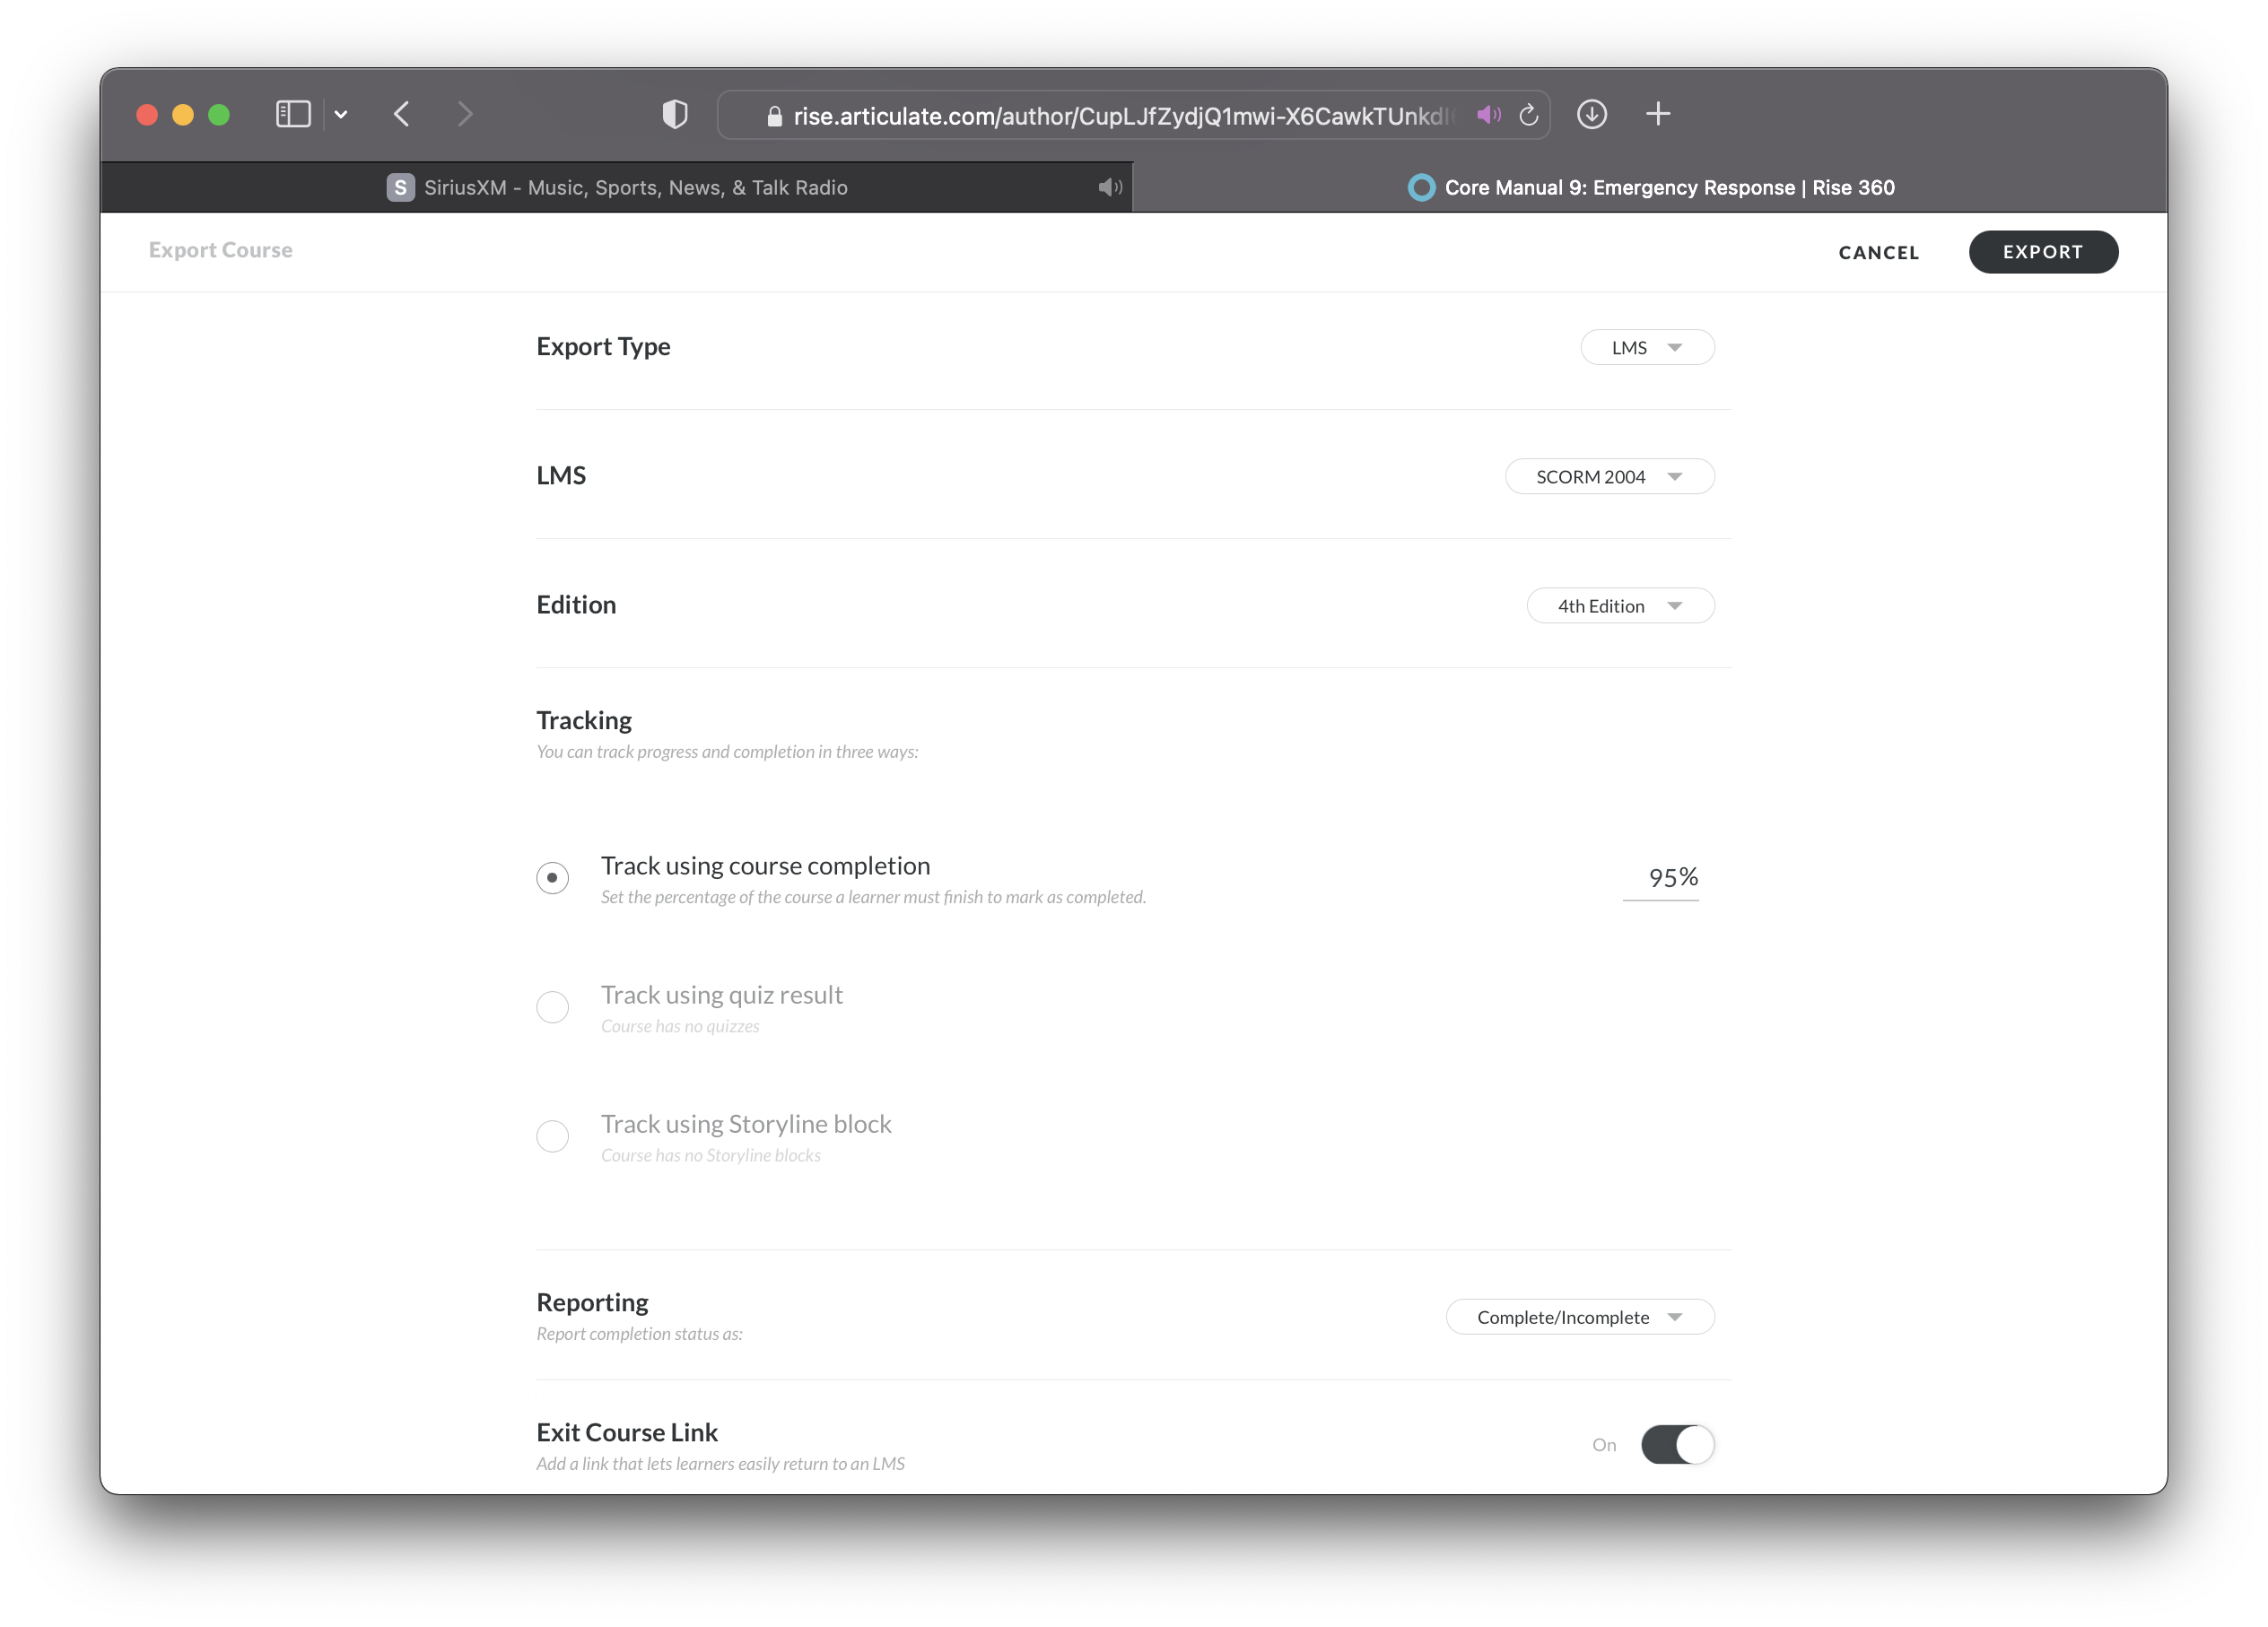 rise.articulate.com/author/CupLJfZydjQ1mwi-X6CawkTUnkdl
S SiriusXM - Music, Sports, News, & Talk Radio
Core Manual 9: Emergency Response | Rise 360
Export Course
CANCEL
EXPORT
Export Type
LMS
LMS
SCORM 2004
Edition
4th Edition
Tracking
You can track progress and completion in three ways:
Track using course completion
95%
Set the percentage of the course a learner must finish to mark as completed.
Track using quiz result
Course has no quizzes
Track using Storyline block
Course has no Storyline blocks
Reporting
Complete/Incomplete
Report completion status as:
Exit Course Link
On
Add a link that lets learners easily return to an LMS